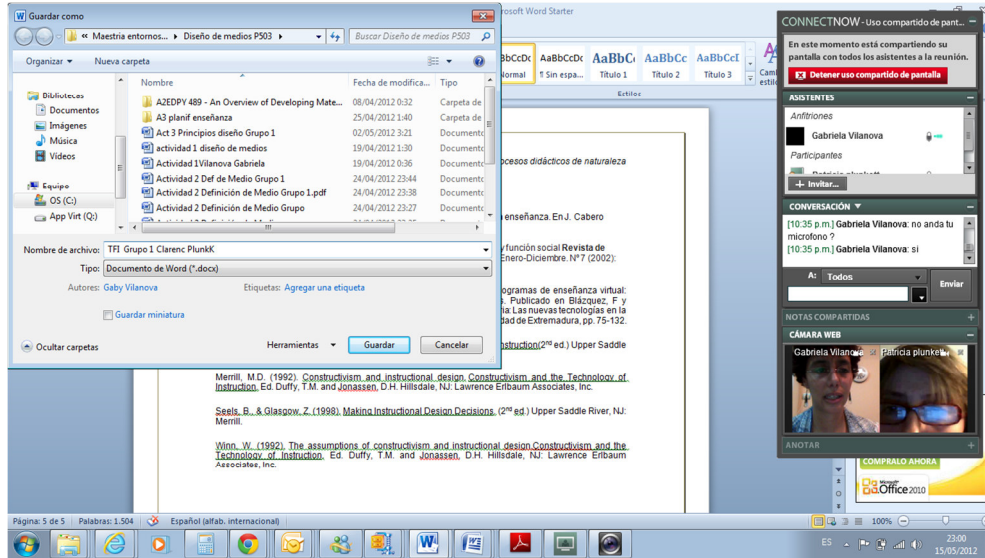 Guardar como
rosoft Word Starter
« Maestria entornos... ▸ Diseño de medios P503 ▸
Buscar Diseño de medios P503
Organizar
Nueva carpeta
Nombre
Fecha de modifica...
Tipo
Bibliotecas
Documentos
Imágenes
Música
Vídeos
Equipo
OS (C:)
App Virt (Q:)
A2EDPY 489 - An Overview of Developing Mate... 08/04/2012 0:32 Carpeta de
A3 planif enseñanza 25/04/2012 1:40 Carpeta de
Act 3 Principios diseño Grupo 1 02/05/2012 3:21 Documento
actividad 1 diseño de medios 19/04/2012 1:30 Documento
Actividad 1Vilanova Gabriela 19/04/2012 0:36 Documento
Actividad 2 Def de Medio Grupo 1 24/04/2012 23:44 Documento
Actividad 2 Definición de Medio Grupo 1.pdf 24/04/2012 23:38 Documento
Actividad 2 Definición de Medio Grupo 24/04/2012 23:27 Documento
Nombre de archivo: TFI Grupo 1 Clarenc PlunkK
Tipo: Documento de Word (*.docx)
Autores: Gaby Vilanova
Etiquetas: Agregar una etiqueta
Guardar miniatura
Ocultar carpetas
Herramientas
Guardar
Cancelar
BbCcDc AaBbCcDc AaBbC AaBbCc AaBbCcI
Normal ¶ Sin espa... Título 1 Título 2 Título 3
Estilos
ocesos didácticos de naturaleza
enseñanza. En J. Cabero
y función social Revista de
Enero-Diciembre. N°7 (2002):
ogramas de enseñanza virtual:
s. Publicado en Blázquez, F y
ia: Las nuevas tecnologías en la
dad de Extremadura, pp. 75-132.
nstruction(2nd ed.) Upper Saddle
Merrill, M.D. (1992). Constructivism and instructional design, Constructivism and the Technology of
Instruction, Ed. Duffy, T.M. and Jonassen, D.H. Hillsdale, NJ: Lawrence Erlbaum Associates, Inc.
Seels, B., & Glasgow, Z. (1998), Making Instructional Design Decisions, (2nd ed.) Upper Saddle River, NJ:
Merrill.
Winn, W. (1992), The assumptions of constructivism and instructional design,Constructivism and the
Technology of Instruction, Ed. Duffy, T.M. and Jonassen, D.H. Hillsdale, NJ: Lawrence Erlbaum
Associates, Inc.
CONNECTNOW - Uso compartido de pant...
En este momento está compartiendo su
pantalla con todos los asistentes a la reunión.
Detener uso compartido de pantalla
ASISTENTES
Anfitriones
Gabriela Vilanova
Participantes
Patricia plunkett
Invitar...
CONVERSACIÓN
[10:35 p.m.] Gabriela Vilanova: no anda tu
microfono ?
[10:35 p.m.] Gabriela Vilanova: si
A: Todos
Enviar
NOTAS COMPARTIDAS
CÁMARA WEB
Gabriela Vilanova
Patricia plunket
ANOTAR
COMPRALO AHORA
Microsoft
Office 2010
Página: 5 de 5
Palabras: 1.504
Español (alfab. internacional)
100%
ES
23:00
15/05/2012